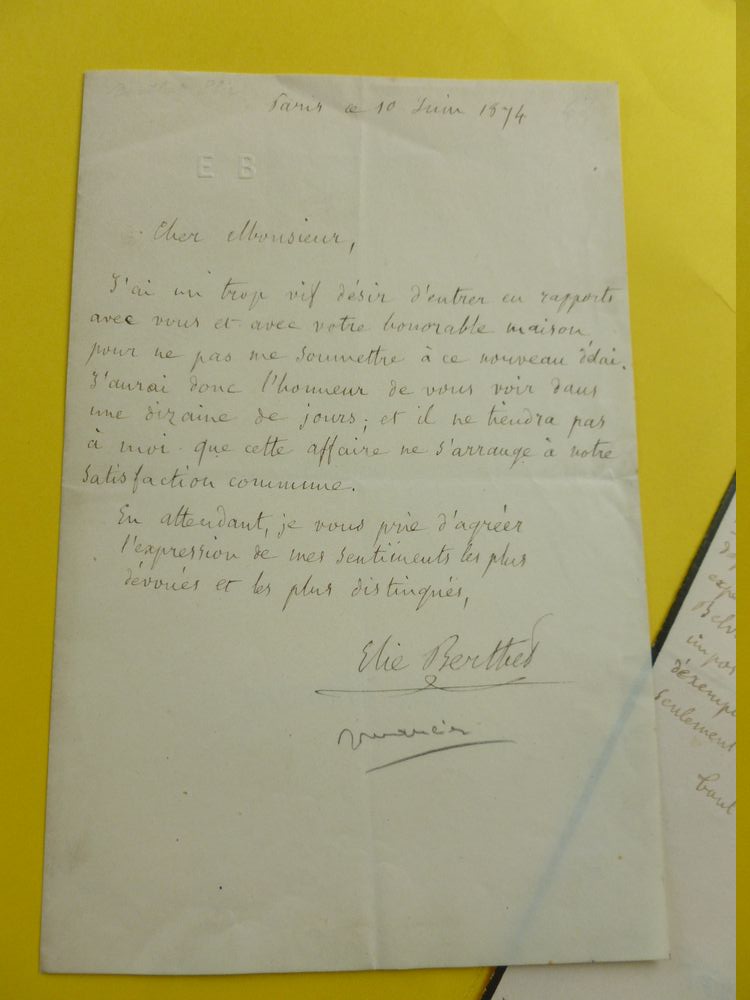 Paris ce 10 Juin 1874
E B
Cher Monsieur,
J'ai un trop vif désir d'entrer en rapports
avec vous et avec votre honorable maison
pour ne pas me soumettre à ce nouveau délai.
J'aurai donc l'honneur de vous voir dans
une dizaine de jours; et il ne tiendra pas
à moi que cette affaire ne s'arrange à notre
satisfaction commune.
En attendant, je vous prie d'agréer
l'expression de mes sentiments les plus
dévoués et les plus distingués,
Elie Berthet
seulement